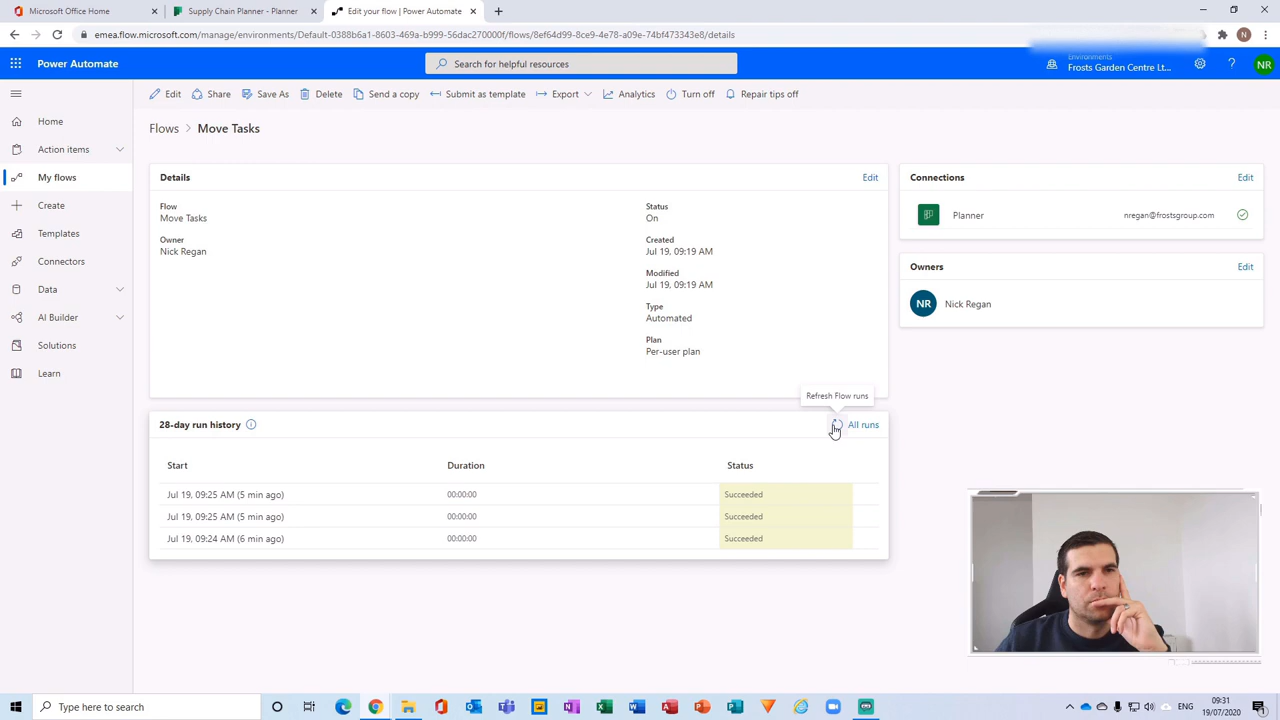 Microsoft Office Home
Supply Chain Planner - Planner
Edit your flow | Power Automate
emea.flow.microsoft.com/manage/environments/Default-0388b6a1-8603-469a-b999-56dac270000f/flows/8ef64d99-8ce9-4e78-a09e-74bf473343e8/details
N
Power Automate
Search for helpful resources
Environments
Frosts Garden Centre Lt...
NR
Edit
Share
Save As
Delete
Send a copy
Submit as template
Export
Analytics
Turn off
Repair tips off
Home
Action items
My flows
Create
Templates
Connectors
Data
AI Builder
Solutions
Learn
Flows > Move Tasks
Details
Edit
Flow
Move Tasks
Owner
Nick Regan
Status
On
Created
Jul 19, 09:19 AM
Modified
Jul 19, 09:19 AM
Type
Automated
Plan
Per-user plan
Connections
Edit
Planner
nregan@frostsgroup.com
Owners
Edit
NR
Nick Regan
Refresh Flow runs
28-day run history
All runs
Start Duration Status
Jul 19, 09:25 AM (5 min ago) 00:00:00 Succeeded
Jul 19, 09:25 AM (5 min ago) 00:00:00 Succeeded
Jul 19, 09:24 AM (6 min ago) 00:00:00 Succeeded
Type here to search
ENG
09:31
19/07/2020